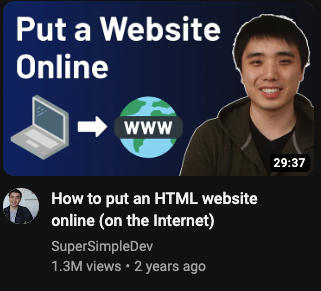 Put a Website
Online
www
29:37
How to put an HTML website
online (on the Internet)
SuperSimpleDev
1.3M views • 2 years ago